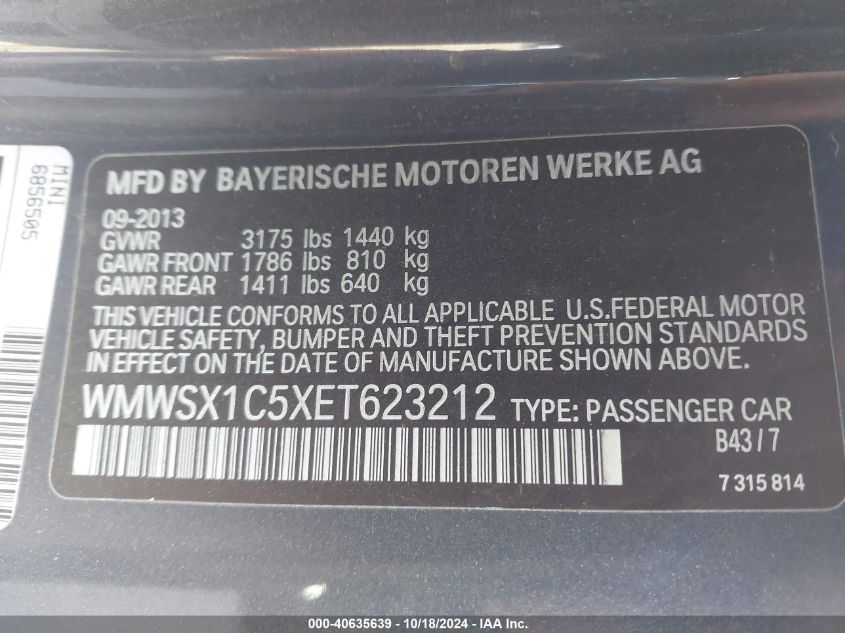 MINI
6856505
MFD BY BAYERISCHE MOTOREN WERKE AG
09-2013
GVWR 3175 lbs 1440 kg
GAWR FRONT 1786 lbs 810 kg
GAWR REAR 1411 lbs 640 kg
THIS VEHICLE CONFORMS TO ALL APPLICABLE U.S.FEDERAL MOTOR
VEHICLE SAFETY, BUMPER AND THEFT PREVENTION STANDARDS
IN EFFECT ON THE DATE OF MANUFACTURE SHOWN ABOVE.
WMWSX1C5XET623212 TYPE: PASSENGER CAR
B43/7
7 315 814
000-40635639 - 10/18/2024 - IAA Inc.